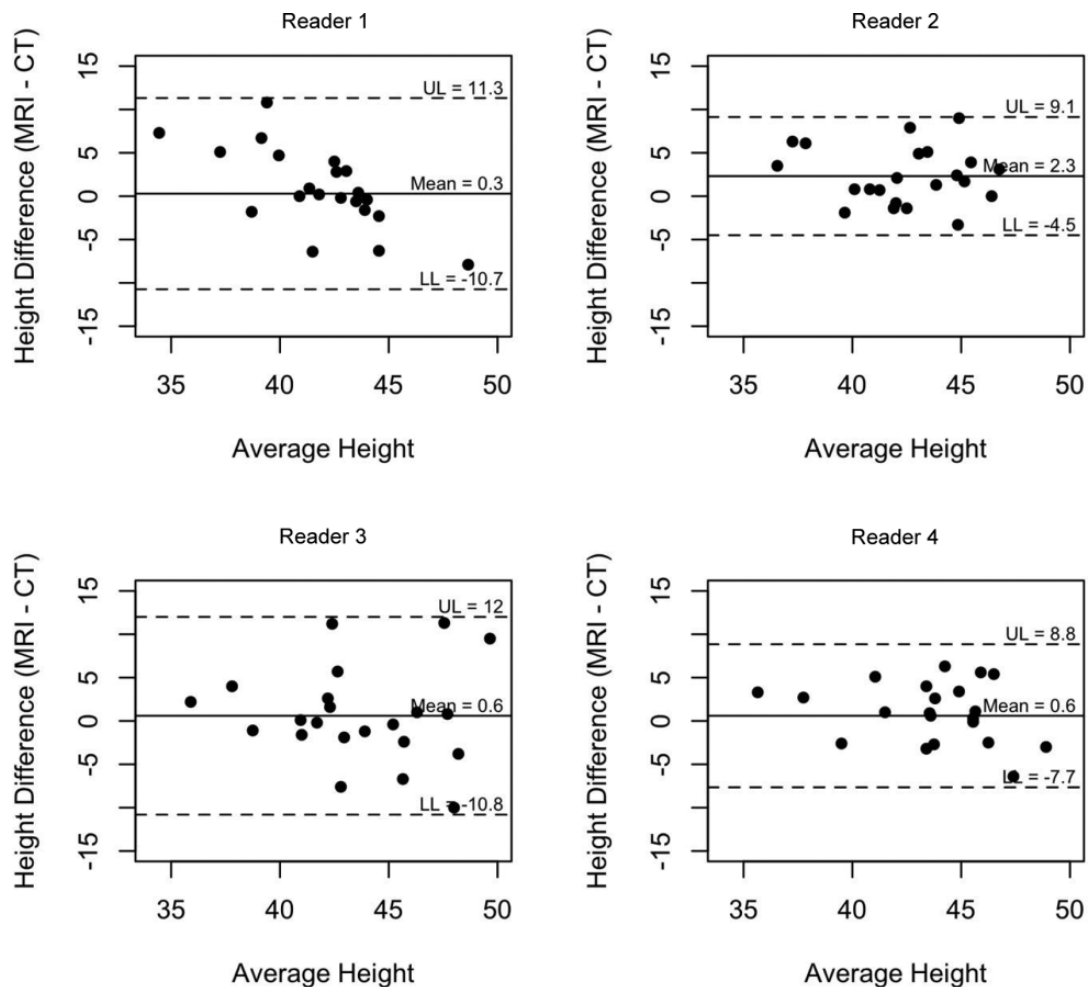 Reader 1
Height Difference (MRI - CT)
15
5
0
-5
-15
UL = 11.3
Mean = 0.3
LL = -10.7
35 40 45 50
Average Height
Reader 2
Height Difference (MRI - CT)
15
5
0
-5
-15
UL = 9.1
Mean = 2.3
LL = -4.5
35 40 45 50
Average Height
Reader 3
Height Difference (MRI - CT)
15
5
0
-5
-15
UL = 12
Mean = 0.6
LL = -10.8
35 40 45 50
Average Height
Reader 4
Height Difference (MRI - CT)
15
5
0
-5
-15
UL = 8.8
Mean = 0.6
LL = -7.7
35 40 45 50
Average Height